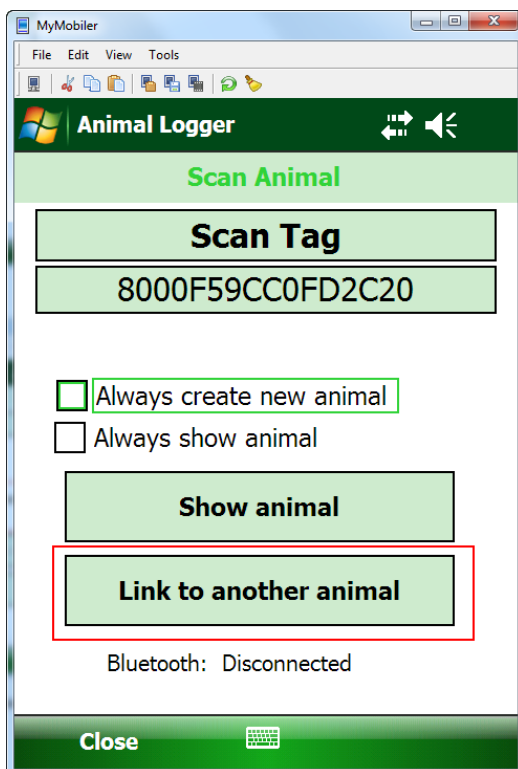 MyMobiler
File Edit View Tools
Animal Logger
Scan Animal
Scan Tag
8000F59CC0FD2C20
Always create new animal
Always show animal
Show animal
Link to another animal
Bluetooth: Disconnected
Close